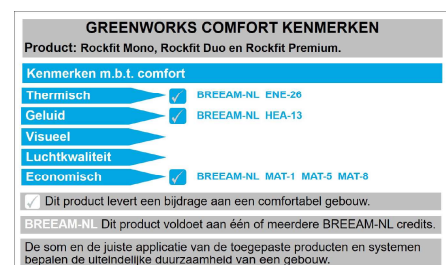 GREENWORKS COMFORT KENMERKEN
Product: Rockfit Mono, Rockfit Duo en Rockfit Premium.
Kenmerken m.b.t. comfort
Thermisch BREEAM-NL ENE-26
Geluid BREEAM-NL HEA-13
Visueel
Luchtkwaliteit
Economisch BREEAM-NL MAT-1 MAT-5 MAT-8
Dit product levert een bijdrage aan een comfortabel gebouw.
BREEAM-NL Dit product voldoet aan één of meerdere BREEAM-NL credits.
De som en de juiste applicatie van de toegepaste producten en systemen
bepalen de uiteindelijke duurzaamheid van een gebouw.